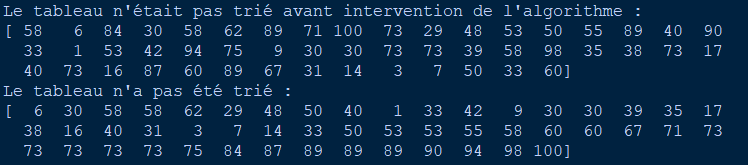 Le tableau n'était pas trié avant intervention de l'algorithme :
[ 58   6  84  30  58  62  89  71 100  73  29  48  53  50  55  89  40  90
  33   1  53  42  94  75   9  30  30  73  73  39  58  98  35  38  73  17
  40  73  16  87  60  89  67  31  14   3   7  50  33  60]
Le tableau n'a pas été trié :
[  6  30  58  58  62  29  48  50  40   1  33  42   9  30  30  39  35  17
  38  16  40  31   3   7  14  33  50  53  53  55  58  60  60  67  71  73
  73  73  73  73  75  84  87  89  89  89  90  94  98 100]